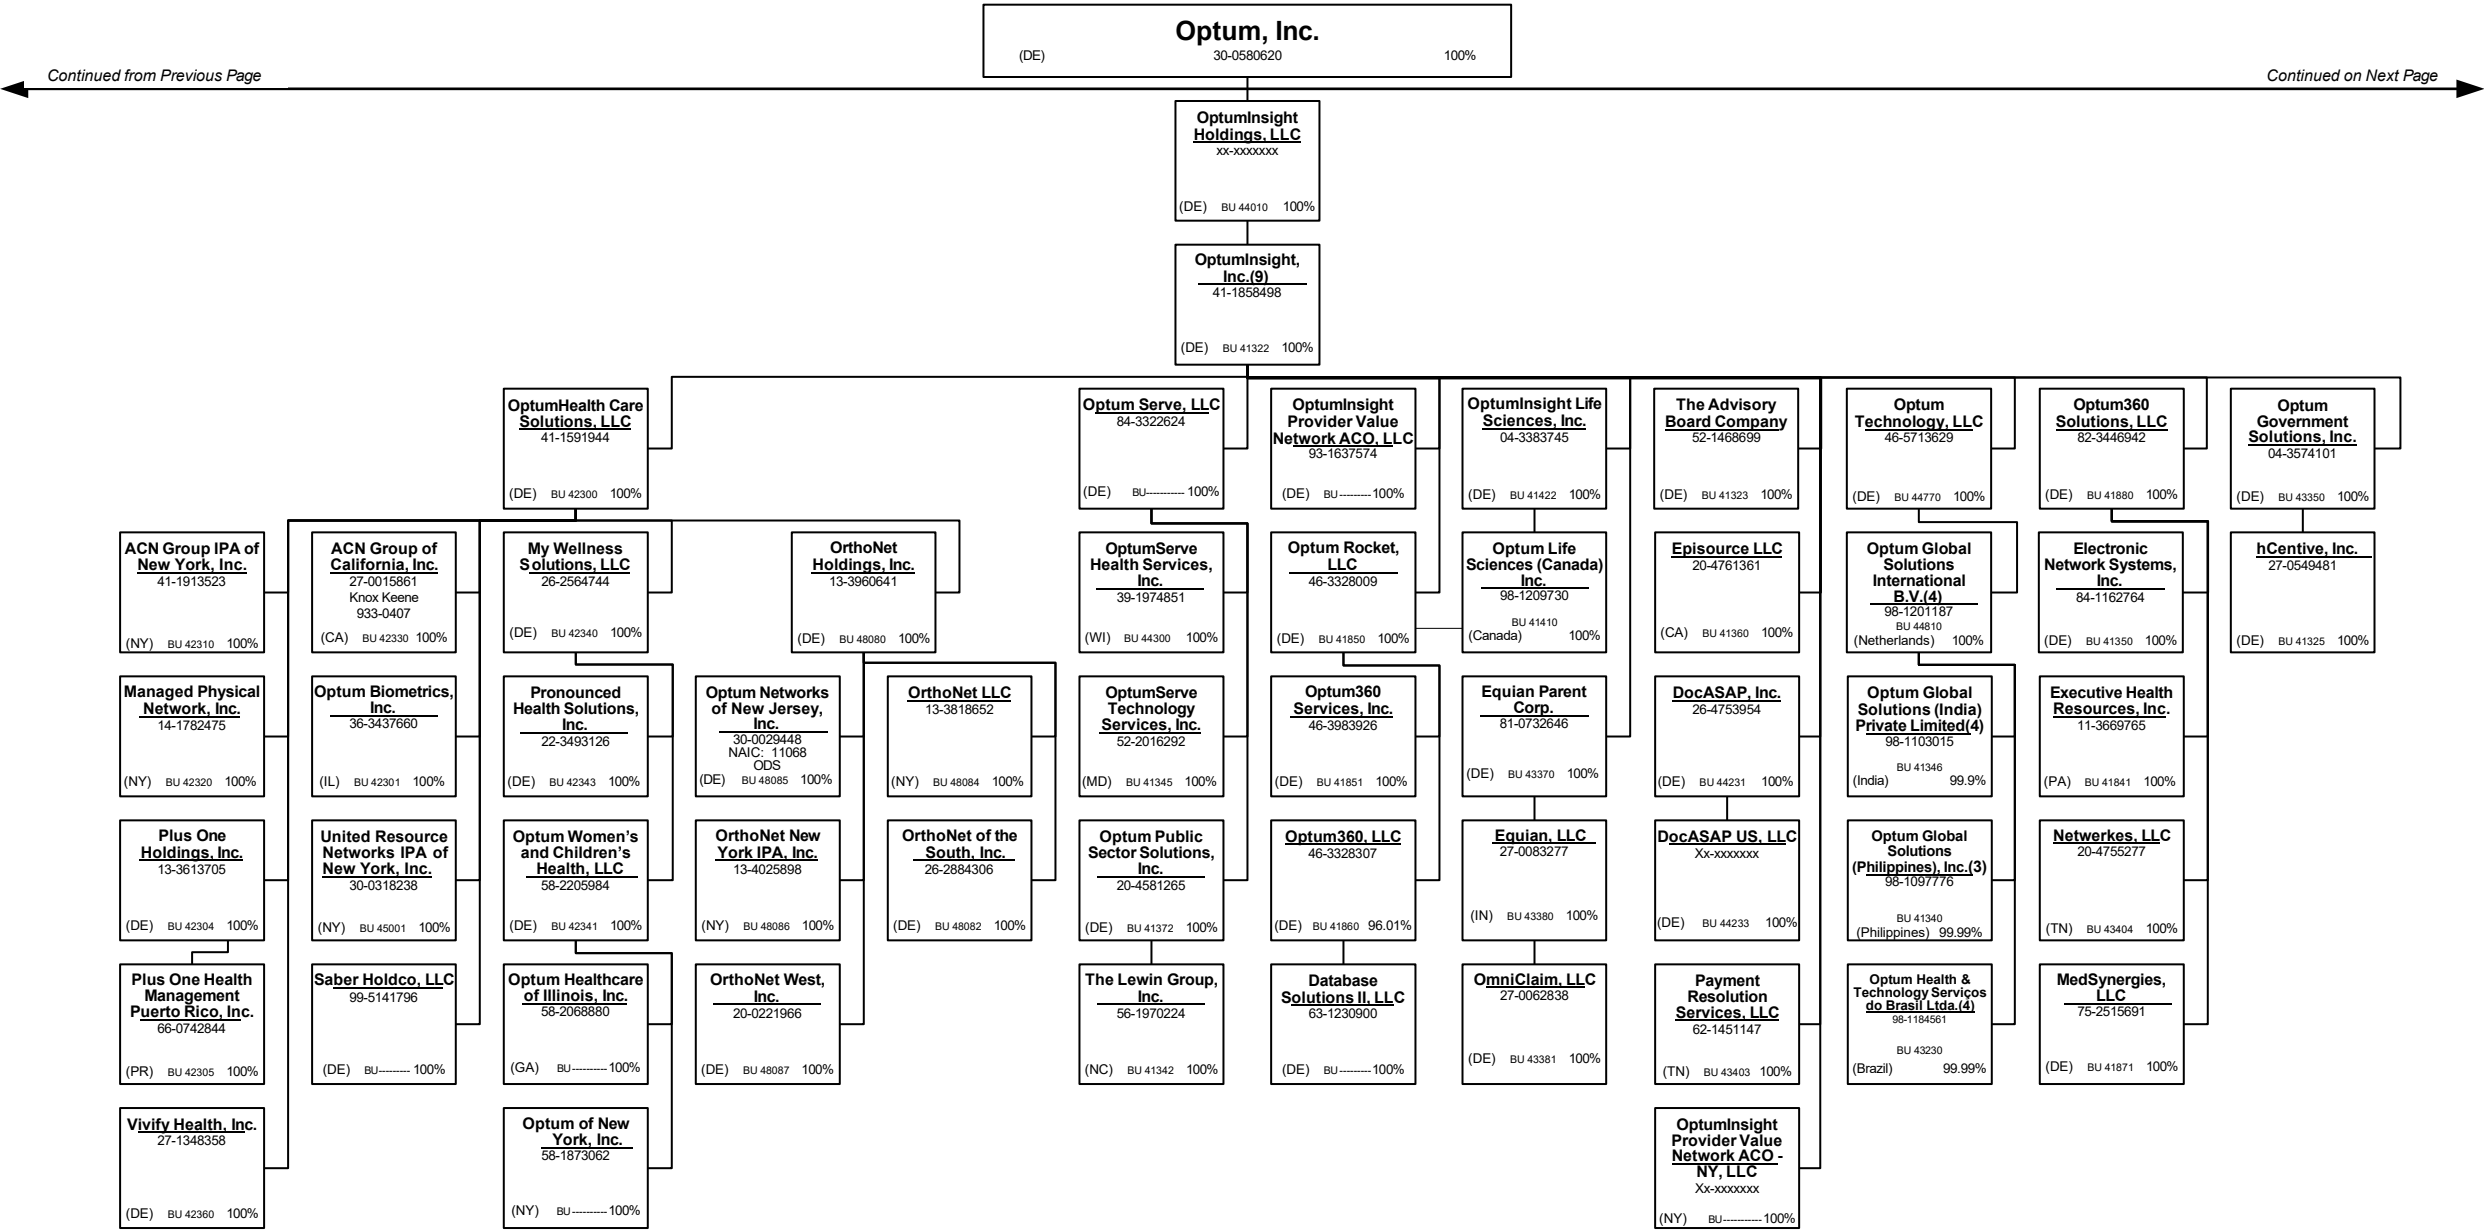 Optum, Inc.
(DE) 30-0580620 100%
Continued from Previous Page
Continued on Next Page
OptumInsight
Holdings, LLC
xx-xxxxxxx
(DE) BU 44010 100%
OptumInsight,
Inc.(9)
41-1858498
(DE) BU 41322 100%
OptumHealth Care
Solutions, LLC
41-1591944
(DE) BU 42300 100%
Optum Serve, LLC
84-3322624
(DE) BU----------- 100%
OptumInsight
Provider Value
Network ACO, LLC
93-1637574
(DE) BU---------100%
OptumInsight Life
Sciences, Inc.
04-3383745
(DE) BU 41422 100%
The Advisory
Board Company
52-1468699
(DE) BU 41323 100%
Optum
Technology, LLC
46-5713629
(DE) BU 44770 100%
Optum360
Solutions, LLC
82-3446942
(DE) BU 41880 100%
Optum
Government
Solutions, Inc.
04-3574101
(DE) BU 43350 100%
ACN Group IPA of
New York, Inc.
41-1913523
(NY) BU 42310 100%
ACN Group of
California, Inc.
27-0015861
Knox Keene
933-0407
(CA) BU 42330 100%
My Wellness
Solutions, LLC
26-2564744
(DE) BU 42340 100%
OrthoNet
Holdings, Inc.
13-3960641
(DE) BU 48080 100%
OptumServe
Health Services,
Inc.
39-1974851
(WI) BU 44300 100%
Optum Rocket,
LLC
46-3328009
(DE) BU 41850 100%
Optum Life
Sciences (Canada)
Inc.
98-1209730
BU 41410
(Canada) 100%
Episource LLC
20-4761361
(CA) BU 41360 100%
Optum Global
Solutions
International
B.V.(4)
98-1201187
BU 44810
(Netherlands) 100%
Electronic
Network Systems,
Inc.
84-1162764
(DE) BU 41350 100%
hCentive, Inc.
27-0549481
(DE) BU 41325 100%
Managed Physical
Network, Inc.
14-1782475
(NY) BU 42320 100%
Optum Biometrics,
Inc.
36-3437660
(IL) BU 42301 100%
Pronounced
Health Solutions,
Inc.
22-3493126
(DE) BU 42343 100%
Optum Networks
of New Jersey,
Inc.
30-0029448
NAIC: 11068
ODS
(DE) BU 48085 100%
OrthoNet LLC
13-3818652
(NY) BU 48084 100%
OptumServe
Technology
Services, Inc.
52-2016292
(MD) BU 41345 100%
Optum360
Services, Inc.
46-3983926
(DE) BU 41851 100%
Equian Parent
Corp.
81-0732646
(DE) BU 43370 100%
DocASAP, Inc.
26-4753954
(DE) BU 44231 100%
Optum Global
Solutions (India)
Private Limited(4)
98-1103015
BU 41346
(India) 99.9%
Executive Health
Resources, Inc.
11-3669765
(PA) BU 41841 100%
Plus One
Holdings, Inc.
13-3613705
(DE) BU 42304 100%
United Resource
Networks IPA of
New York, Inc.
30-0318238
(NY) BU 45001 100%
Optum Women’s
and Children’s
Health, LLC
58-2205984
(DE) BU 42341 100%
OrthoNet New
York IPA, Inc.
13-4025898
(NY) BU 48086 100%
OrthoNet of the
South, Inc.
26-2884306
(DE) BU 48082 100%
Optum Public
Sector Solutions,
Inc.
20-4581265
(DE) BU 41372 100%
Optum360, LLC
46-3328307
(DE) BU 41860 96.01%
Equian, LLC
27-0083277
(IN) BU 43380 100%
DocASAP US, LLC
Xx-xxxxxxx
(DE) BU 44233 100%
Optum Global
Solutions
(Philippines), Inc.(3)
98-1097776
BU 41340
(Philippines) 99.99%
Netwerkes, LLC
20-4755277
(TN) BU 43404 100%
Plus One Health
Management
Puerto Rico, Inc.
66-0742844
(PR) BU 42305 100%
Saber Holdco, LLC
99-5141796
(DE) BU--------- 100%
Optum Healthcare
of Illinois, Inc.
58-2068880
(GA) BU----------100%
OrthoNet West,
Inc.
20-0221966
(DE) BU 48087 100%
The Lewin Group,
Inc.
56-1970224
(NC) BU 41342 100%
Database
Solutions II, LLC
63-1230900
(DE) BU---------100%
OmniClaim, LLC
27-0062838
(DE) BU 43381 100%
Payment
Resolution
Services, LLC
62-1451147
(TN) BU 43403 100%
Optum Health &
Technology Serviços
do Brasil Ltda.(4)
98-1184561
BU 43230
(Brazil) 99.99%
MedSynergies,
LLC
75-2515691
(DE) BU 41871 100%
Vivify Health, Inc.
27-1348358
(DE) BU 42360 100%
Optum of New
York, Inc.
58-1873062
(NY) BU----------100%
OptumInsight
Provider Value
Network ACO -
NY, LLC
Xx-xxxxxxx
(NY) BU-----------100%